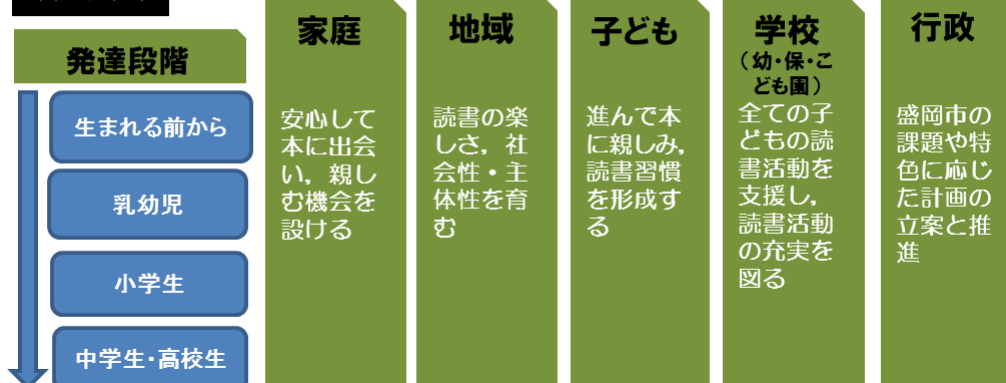 発達段階
生まれる前から
乳幼児
小学生
中学生・高校生
家庭
安心して
本に出会
い，親し
む機会を
設ける
地域
読書の楽
しさ，社
会性・主
体性を育
む
子ども
進んで本
に親しみ，
読書習慣
を形成す
る
学校
（幼・保・こ
ども園）
全ての子
どもの読
書活動を
支援し，
読書活動
の充実を
図る
行政
盛岡市の
課題や特
色に応じ
た計画の
立案と推
進